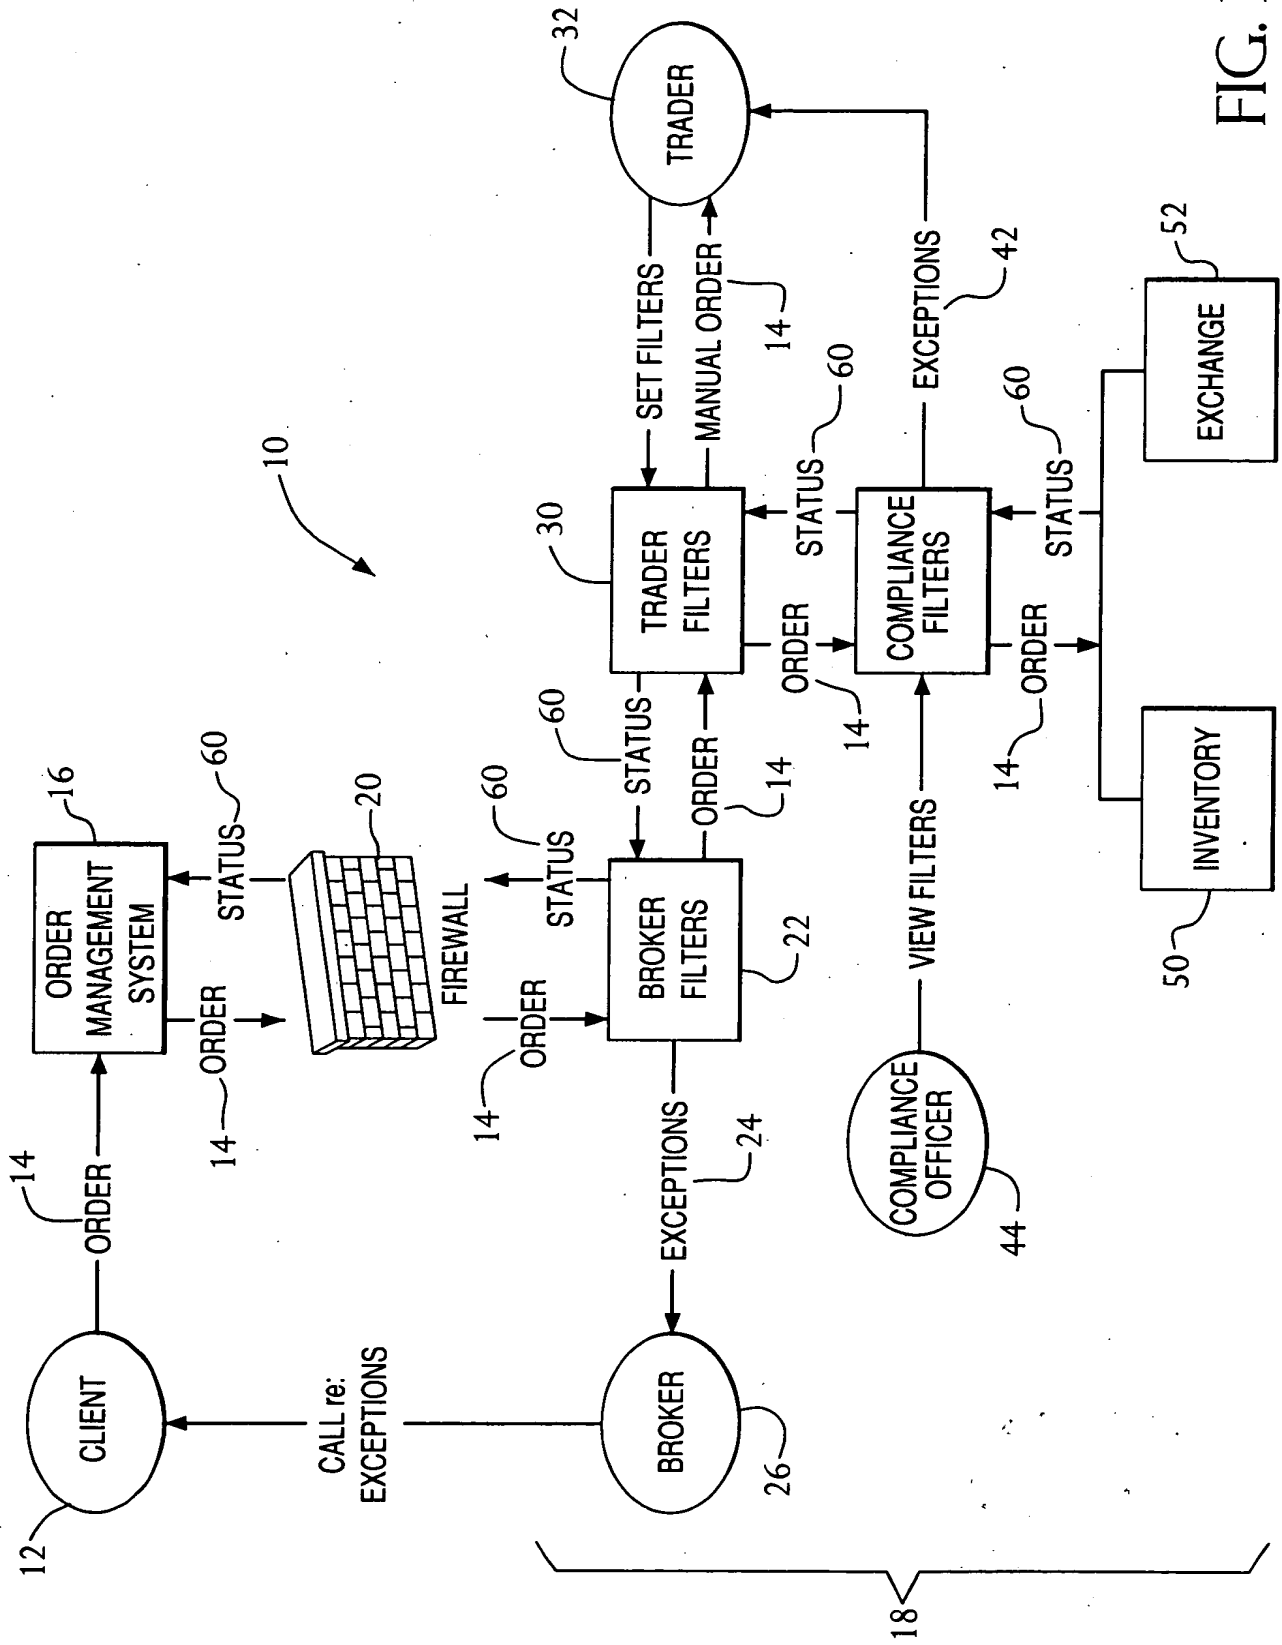 12
CLIENT
14
ORDER
ORDER
MANAGEMENT
SYSTEM
16
14
ORDER
STATUS
60
10
CALL re:
EXCEPTIONS
20
FIREWALL
14
ORDER
STATUS
60
BROKER
26
EXCEPTIONS
24
BROKER
FILTERS
22
STATUS
60
ORDER
14
TRADER
FILTERS
30
SET FILTERS
MANUAL ORDER
14
TRADER
32
ORDER
14
STATUS
60
18
COMPLIANCE
OFFICER
44
VIEW FILTERS
COMPLIANCE
FILTERS
EXCEPTIONS
42
14
ORDER
STATUS
60
50
INVENTORY
EXCHANGE
52
FIG.